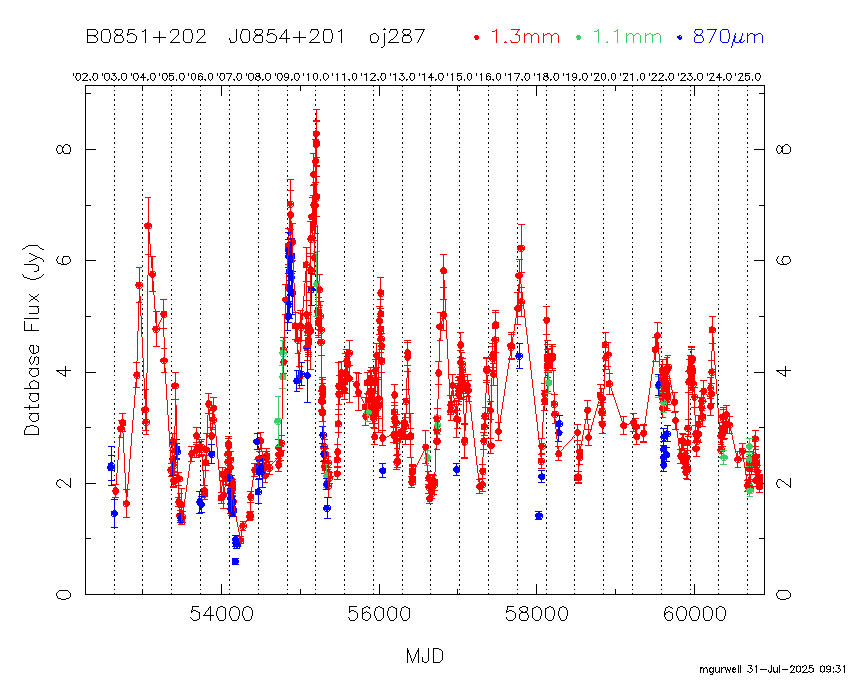 B0851+202 J0854+201 oj287 1.3mm 1.1mm 870μm
'02.0 '03.0 '04.0 '05.0 '06.0 '07.0 '08.0 '09.0 '10.0 '11.0 '12.0 '13.0 '14.0 '15.0 '16.0 '17.0 '18.0 '19.0 '20.0 '21.0 '22.0 '23.0 '24.0 '25.0
8 8
6 6
Database Flux (Jy)
4 4
2 2
0 0
54000 56000 58000 60000
MJD
mgurwell 31-Jul-2025 09:31